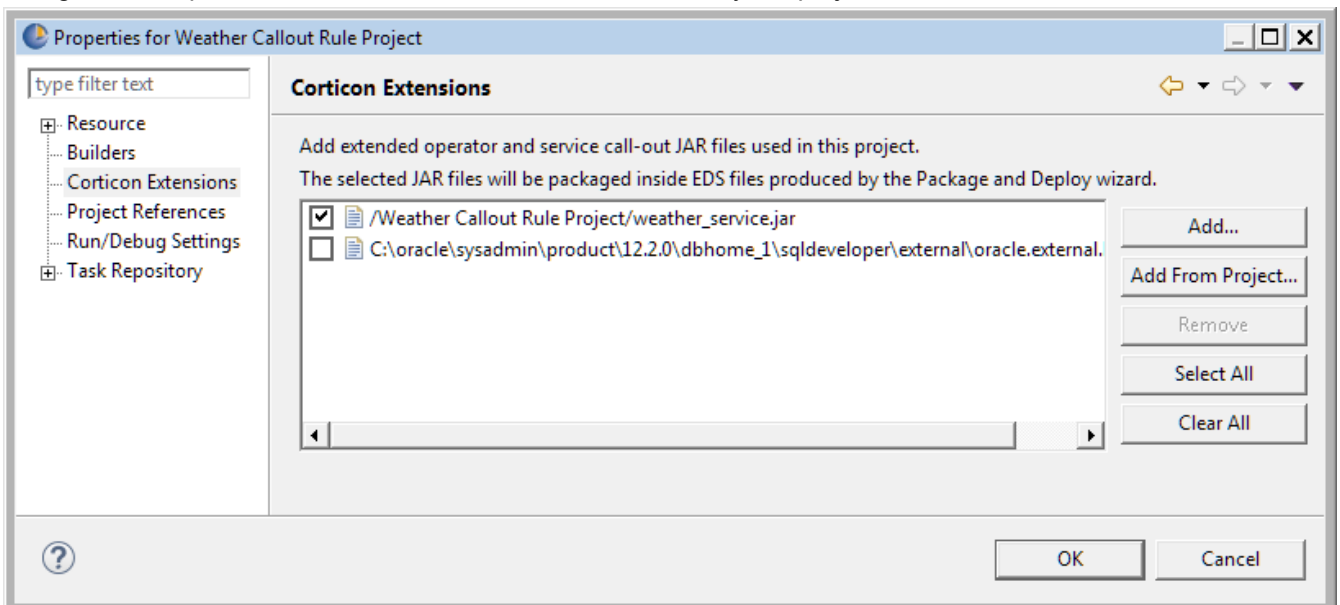 Properties for Weather Callout Rule Project
type filter text
Corticon Extensions
Resource
Builders
Corticon Extensions
Project References
Run/Debug Settings
Task Repository
Add extended operator and service call-out JAR files used in this project.
The selected JAR files will be packaged inside EDS files produced by the Package and Deploy wizard.
/Weather Callout Rule Project/weather_service.jar
C:\oracle\sysadmin\product\12.2.0\dbhome_1\sqldeveloper\external\oracle.external.
Add...
Add From Project...
Remove
Select All
Clear All
?
OK
Cancel